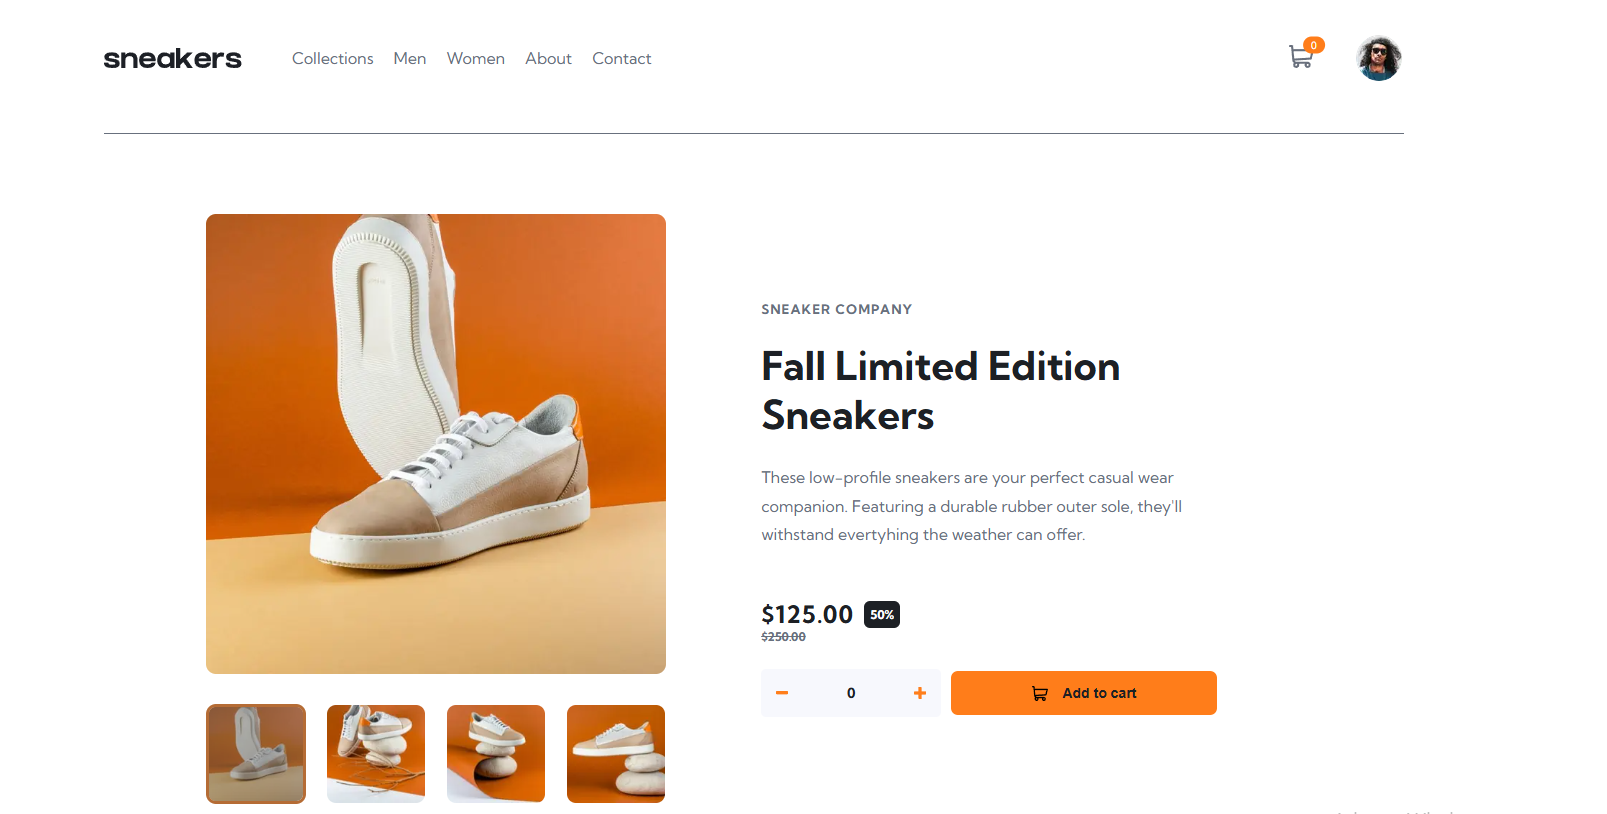 sneakers Collections Men Women About Contact 0
SNEAKER COMPANY
Fall Limited Edition
Sneakers
These low-profile sneakers are your perfect casual wear
companion. Featuring a durable rubber outer sole, they'll
withstand evertyhing the weather can offer.
$125.00 50%
$250.00
0 Add to cart